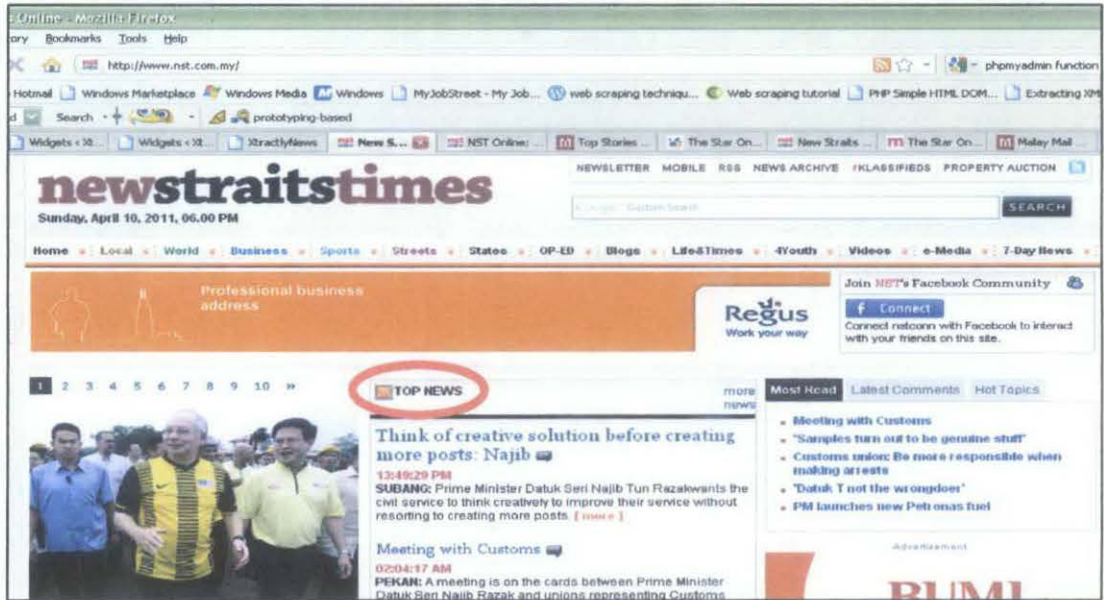 Online - Mozilla Firefox
ory Bookmarks Tools Help
http://www.nst.com.my/
phpmyadmin function
Hotmail Windows Marketplace Windows Media Windows MyJobStreet - My Job... web scraping techniqu... Web scraping tutorial PHP Simple HTML DOM... Extracting XM
d Search prototyping-based
Widgets < Xt... Widgets < Xt... XtractlyNews New S... NST Online: ... Top Stories ... The Star On... New Straits ... The Star On... Malay Mail ...
newstraitstimes
Sunday, April 10, 2011, 06.00 PM
NEWSLETTER MOBILE RSS NEWS ARCHIVE KLASSIFIEDS PROPERTY AUCTION
Custom Search SEARCH
Home Local World Business Sports Streets States OP-ED Blogs Life&Times 4Youth Videos e-Media 7-Day News
Professional business
address
Regus
Work your way
Join NST's Facebook Community
f Connect
Connect netconn with Facebook to interact
with your friends on this site.
1 2 3 4 5 6 7 8 9 10 »
TOP NEWS
more
news
Think of creative solution before creating
more posts: Najib
13:49:29 PM
SUBANG: Prime Minister Datuk Seri Najib Tun Razakwants the
civil service to think creatively to improve their service without
resorting to creating more posts. [ more ]
Meeting with Customs
02:04:17 AM
PEKAN: A meeting is on the cards between Prime Minister
Datuk Seri Najib Razak and unions representing Customs
Most Read Latest Comments Hot Topics
Meeting with Customs
"Samples turn out to be genuine stuff"
Customs union: Be more responsible when
making arrests
'Datuk T not the wrongdoer'
PM launches new Petronas fuel
Advertisement
BUMI